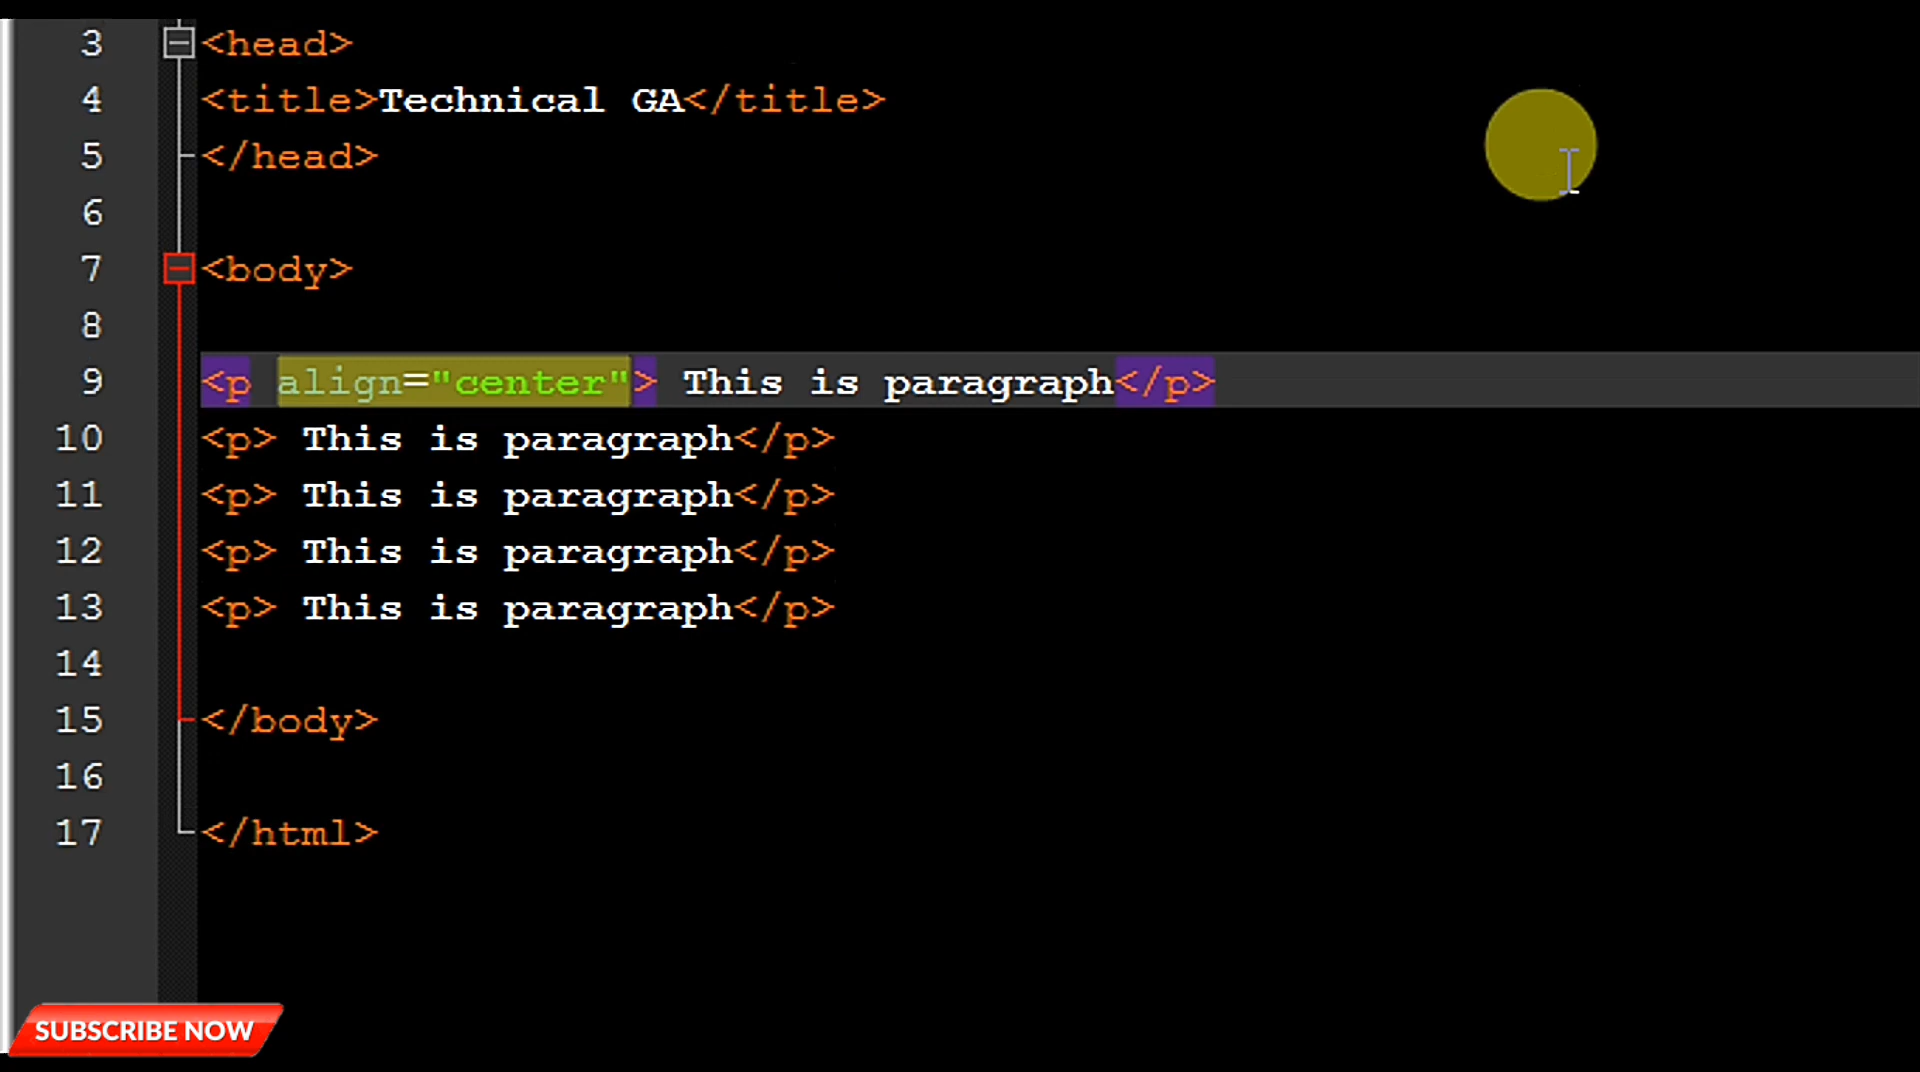 3 <head>
4 <title>Technical GA</title>
5 </head>
6
7 <body>
8
9 <p align="center"> This is paragraph</p>
10 <p> This is paragraph</p>
11 <p> This is paragraph</p>
12 <p> This is paragraph</p>
13 <p> This is paragraph</p>
14
15 </body>
16
17 </html>
SUBSCRIBE NOW